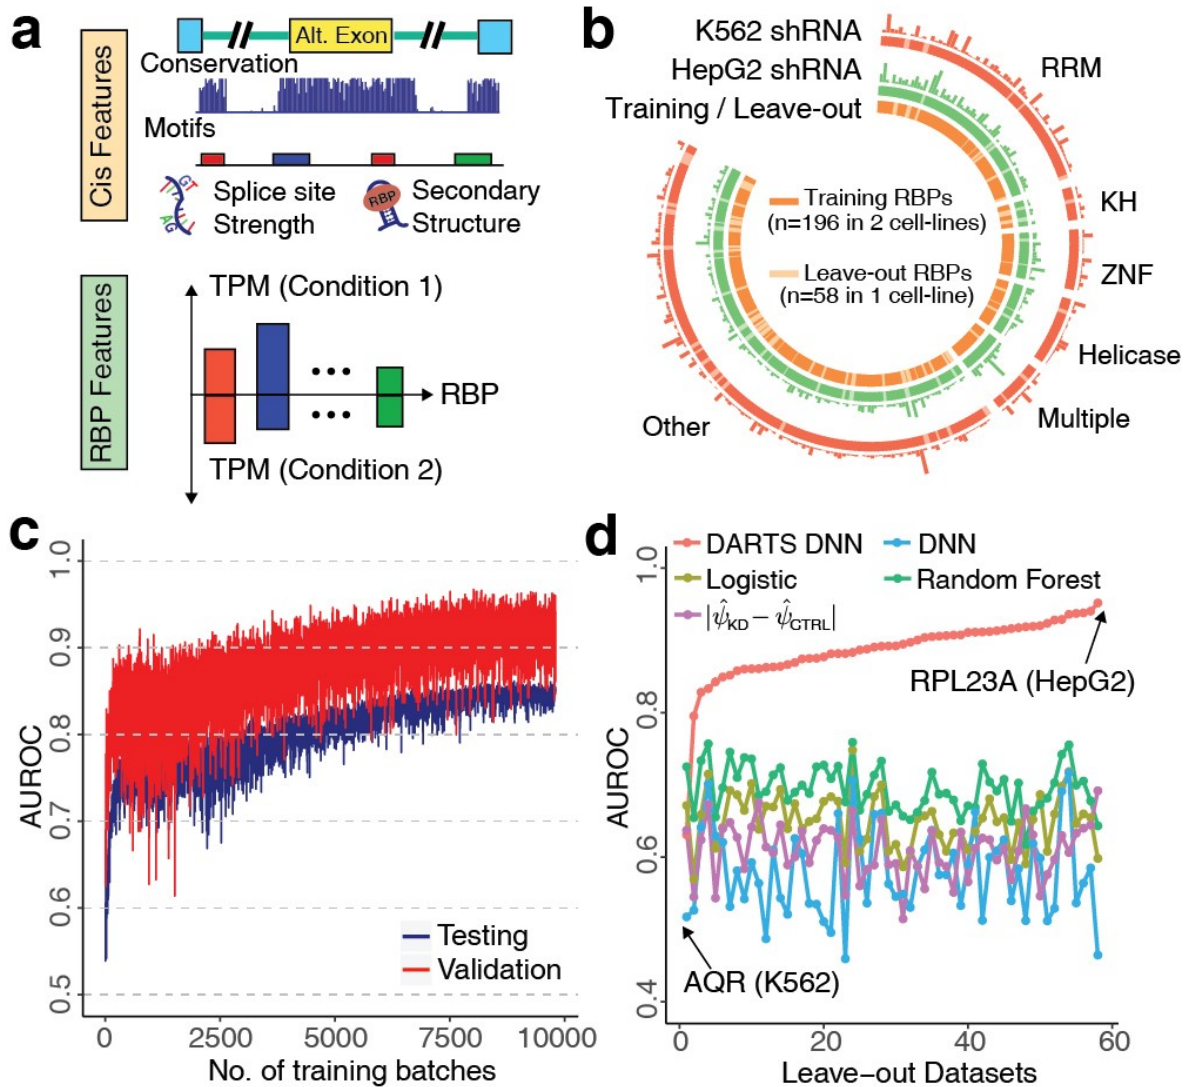 a
Cis Features
Alt. Exon
Conservation
Motifs
GT
AG
Splice site
Strength
RBP
Secondary
Structure
RBP Features
TPM (Condition 1)
RBP
TPM (Condition 2)
b
K562 shRNA
HepG2 shRNA
Training / Leave-out
RRM
KH
ZNF
Helicase
Multiple
Other
Training RBPs
(n=196 in 2 cell-lines)
Leave-out RBPs
(n=58 in 1 cell-line)
c
AUROC
1.0
0.9
0.8
0.7
0.6
0.5
Testing
Validation
0 2500 5000 7500 10000
No. of training batches
d
DARTS DNN DNN
Logistic Random Forest
|ψ̂KD − ψ̂CTRL|
AUROC
1.0
0.8
0.6
0.4
RPL23A (HepG2)
AQR (K562)
0 20 40 60
Leave−out Datasets